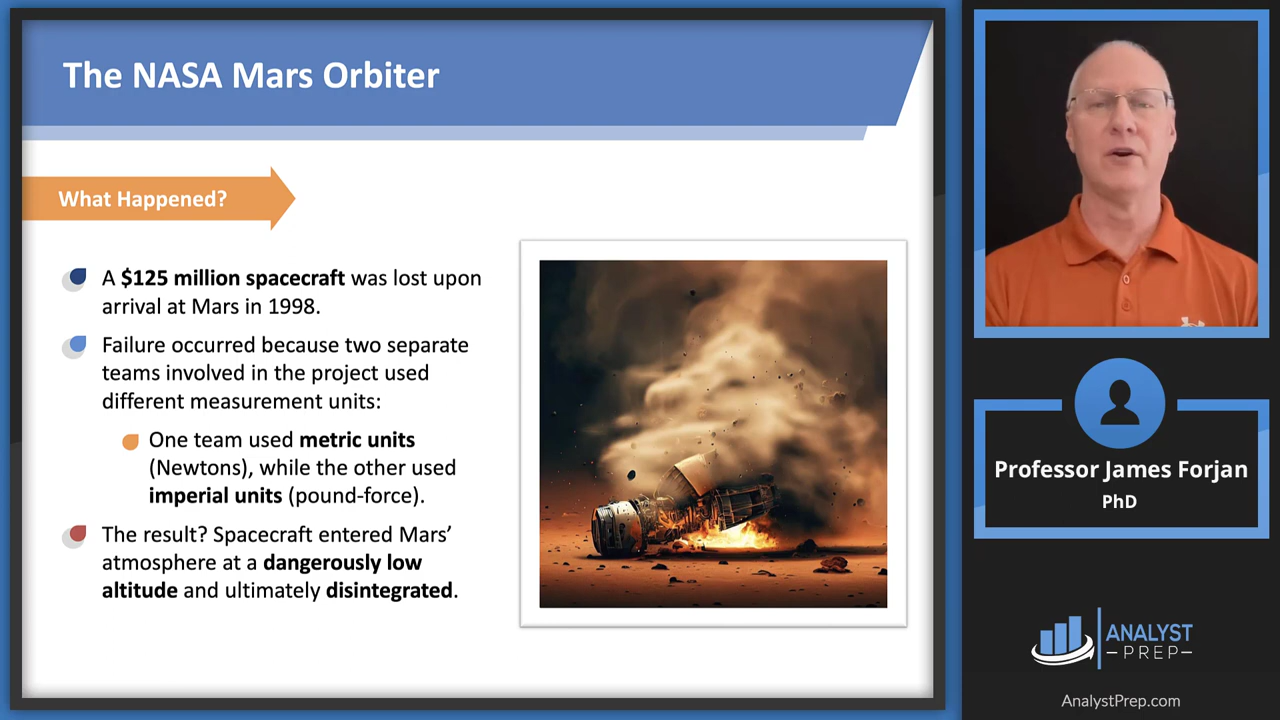 The NASA Mars Orbiter
What Happened?
A $125 million spacecraft was lost upon
arrival at Mars in 1998.
Failure occurred because two separate
teams involved in the project used
different measurement units:
One team used metric units
(Newtons), while the other used
imperial units (pound-force).
The result? Spacecraft entered Mars’
atmosphere at a dangerously low
altitude and ultimately disintegrated.
Professor James Forjan
PhD
ANALYST
–PREP–
AnalystPrep.com